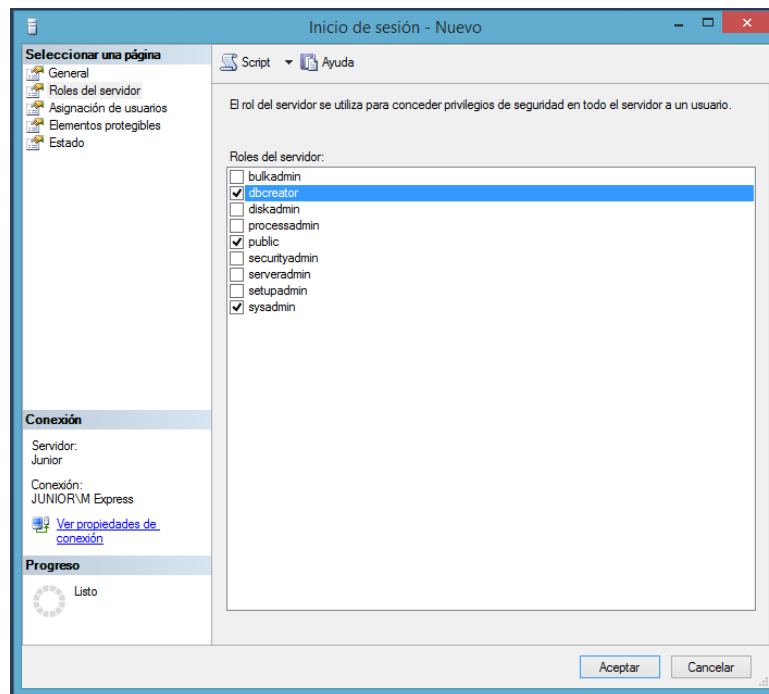 Inicio de sesión - Nuevo
Seleccionar una página
General
Roles del servidor
Asignación de usuarios
Elementos protegibles
Estado
Script
Ayuda
El rol del servidor se utiliza para conceder privilegios de seguridad en todo el servidor a un usuario.
Roles del servidor:
bulkadmin
dbcreator
diskadmin
processadmin
public
securityadmin
serveradmin
setupadmin
sysadmin
Conexión
Servidor:
Junior
Conexión:
JUNIOR\M Express
Ver propiedades de
conexión
Progreso
Listo
Aceptar
Cancelar